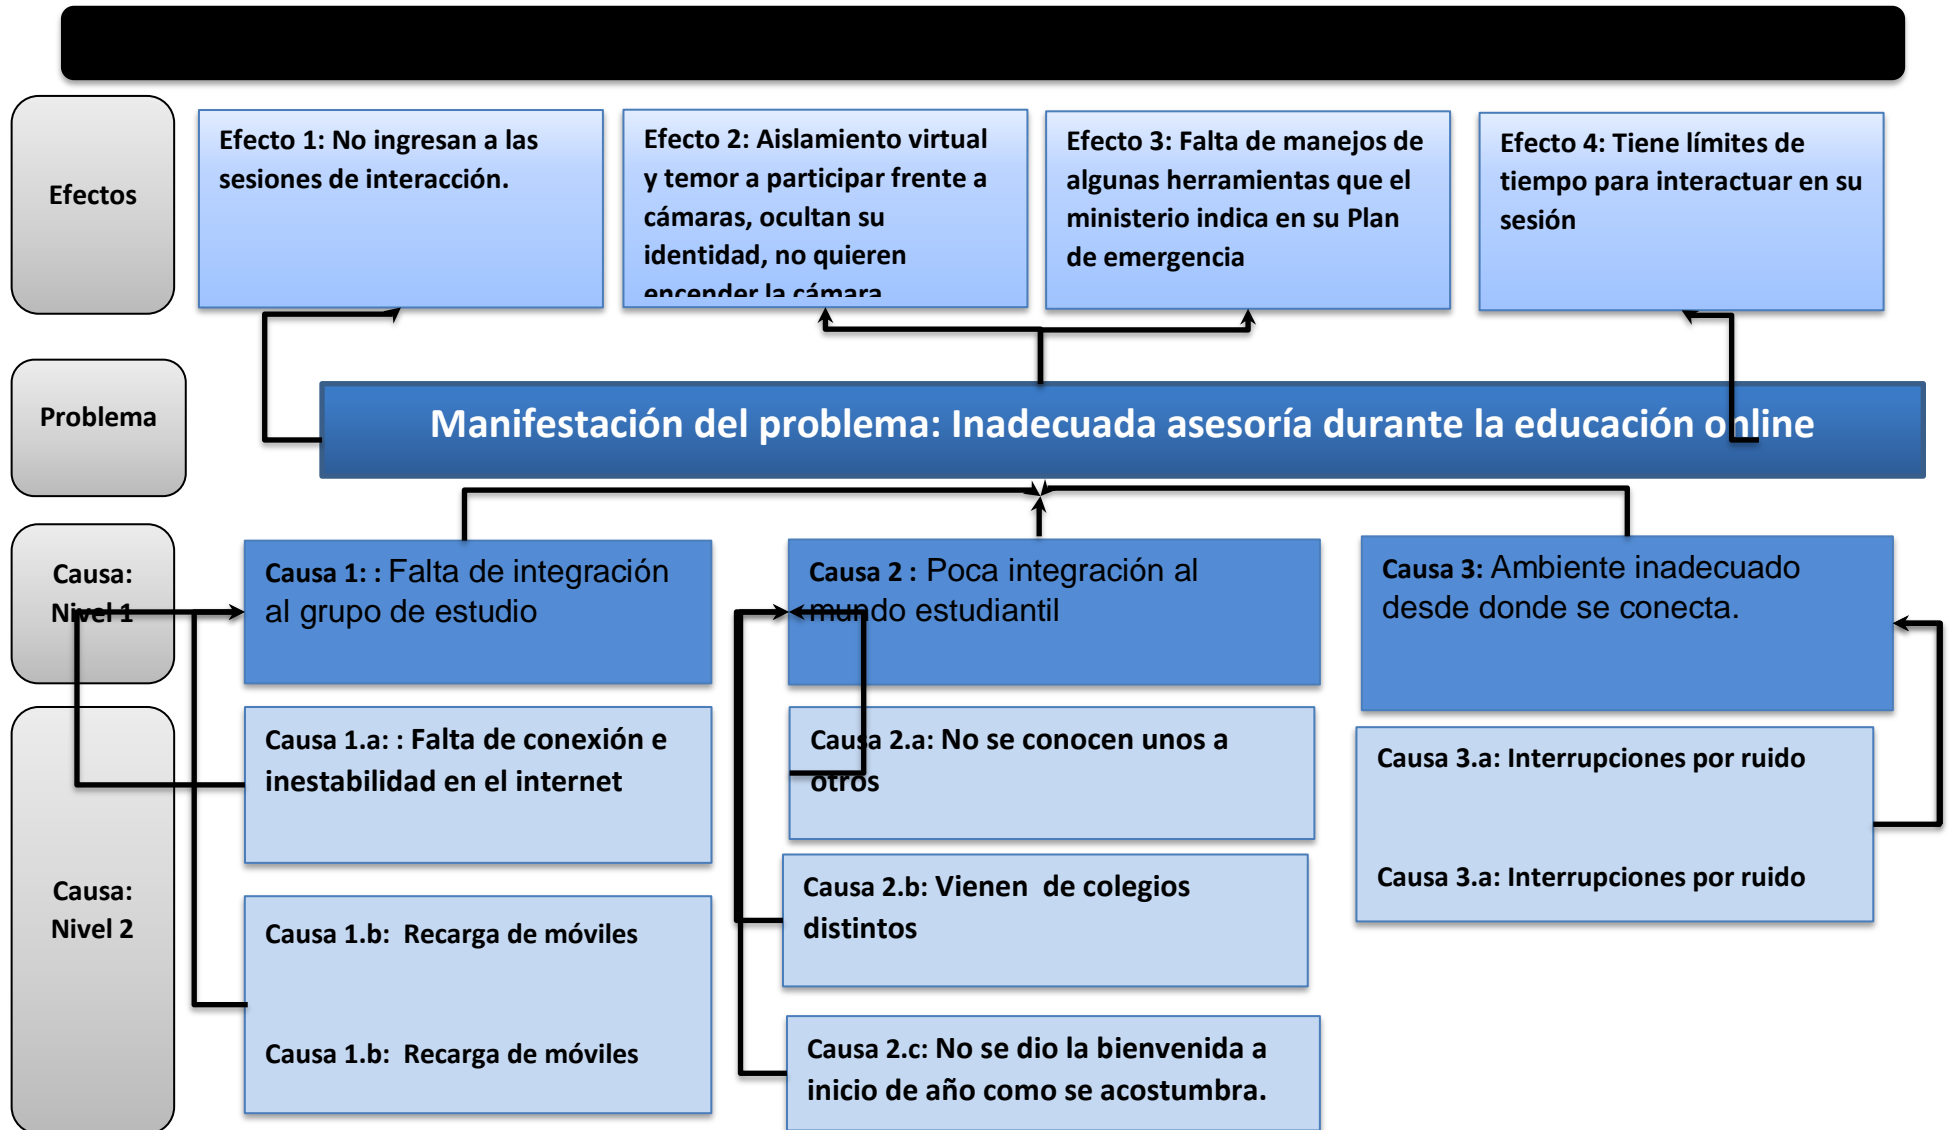 Efectos
Efecto 1: No ingresan a las
sesiones de interacción.
Efecto 2: Aislamiento virtual
y temor a participar frente a
cámaras, ocultan su
identidad, no quieren
encender la cámara
Efecto 3: Falta de manejos de
algunas herramientas que el
ministerio indica en su Plan
de emergencia
Efecto 4: Tiene límites de
tiempo para interactuar en su
sesión
Problema
Manifestación del problema: Inadecuada asesoría durante la educación online
Causa:
Nivel 1
Causa 1: : Falta de integración
al grupo de estudio
Causa 2 : Poca integración al
mundo estudiantil
Causa 3: Ambiente inadecuado
desde donde se conecta.
Causa:
Nivel 2
Causa 1.a: : Falta de conexión e
inestabilidad en el internet
Causa 1.b:  Recarga de móviles
Causa 1.b:  Recarga de móviles
Causa 2.a: No se conocen unos a
otros
Causa 2.b: Vienen  de colegios
distintos
Causa 2.c: No se dio la bienvenida a
inicio de año como se acostumbra.
Causa 3.a: Interrupciones por ruido
Causa 3.a: Interrupciones por ruido